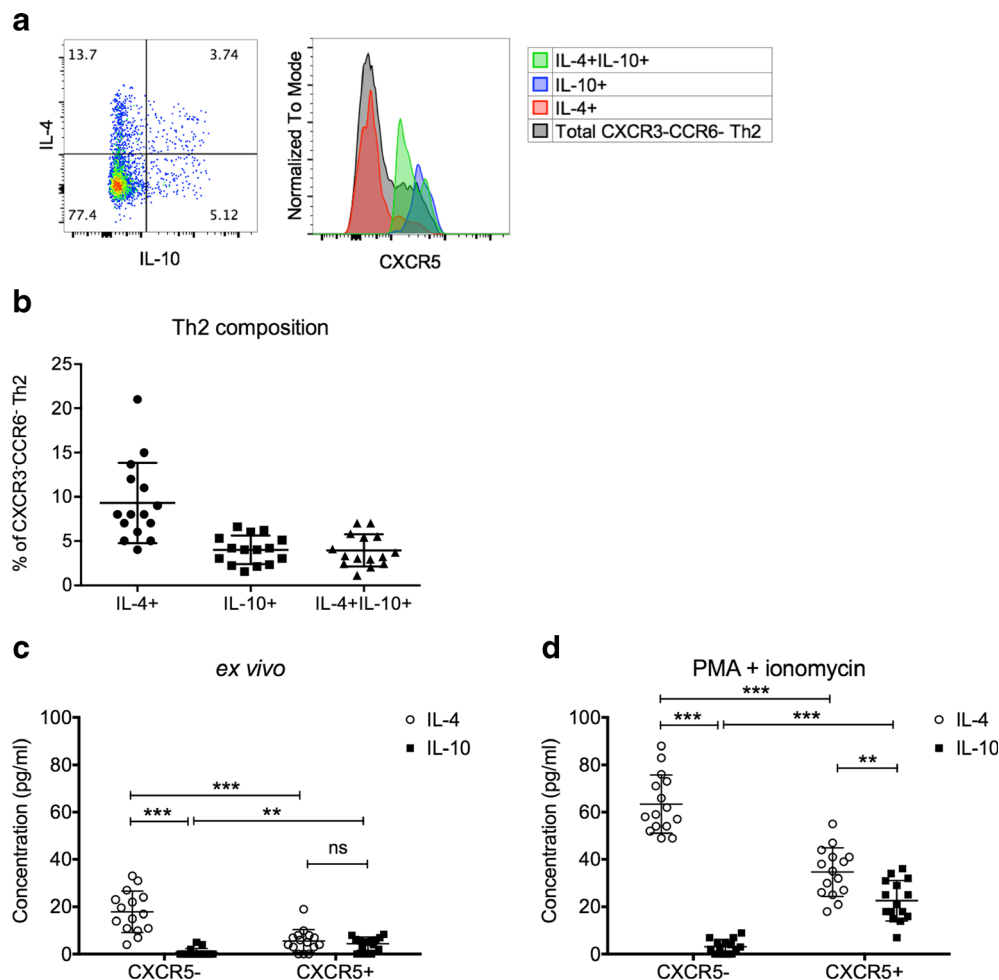 a
13.7 3.74
IL-4
77.4 5.12
IL-10
Normalized To Mode
CXCR5
IL-4+IL-10+
IL-10+
IL-4+
Total CXCR3-CCR6- Th2
b
Th2 composition
% of CXCR3-CCR6- Th2
25
20
15
10
5
0
IL-4+ IL-10+ IL-4+IL-10+
c
ex vivo
Concentration (pg/ml)
100
80
60
40
20
0
IL-4
IL-10
***
*** **
ns
CXCR5- CXCR5+
d
PMA + ionomycin
Concentration (pg/ml)
100
80
60
40
20
0
IL-4
IL-10
***
*** ***
**
CXCR5- CXCR5+